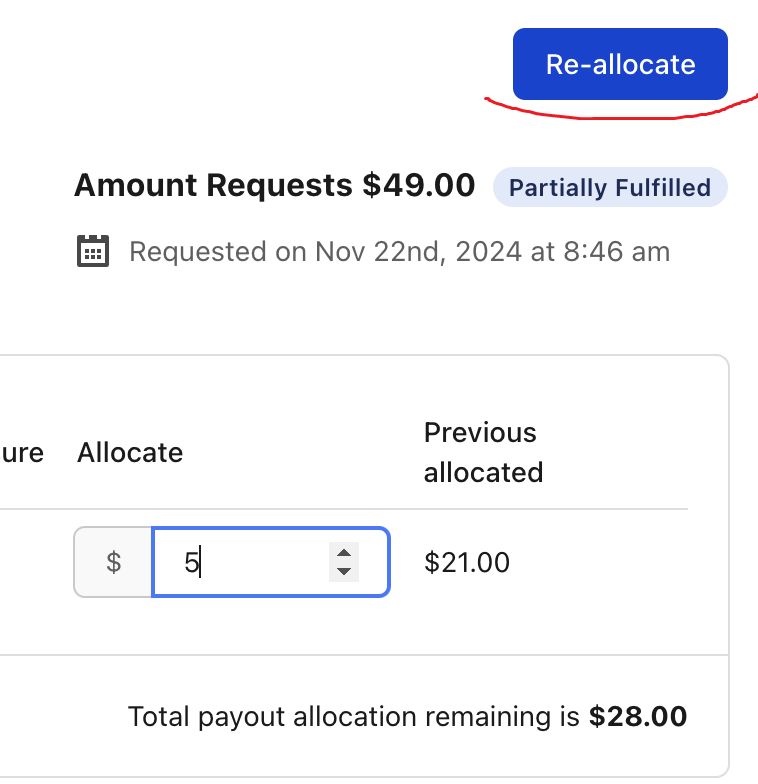 Re-allocate
Amount Requests $49.00 Partially Fulfilled
Requested on Nov 22nd, 2024 at 8:46 am
ure Allocate Previous
allocated
$ 5 $21.00
Total payout allocation remaining is $28.00